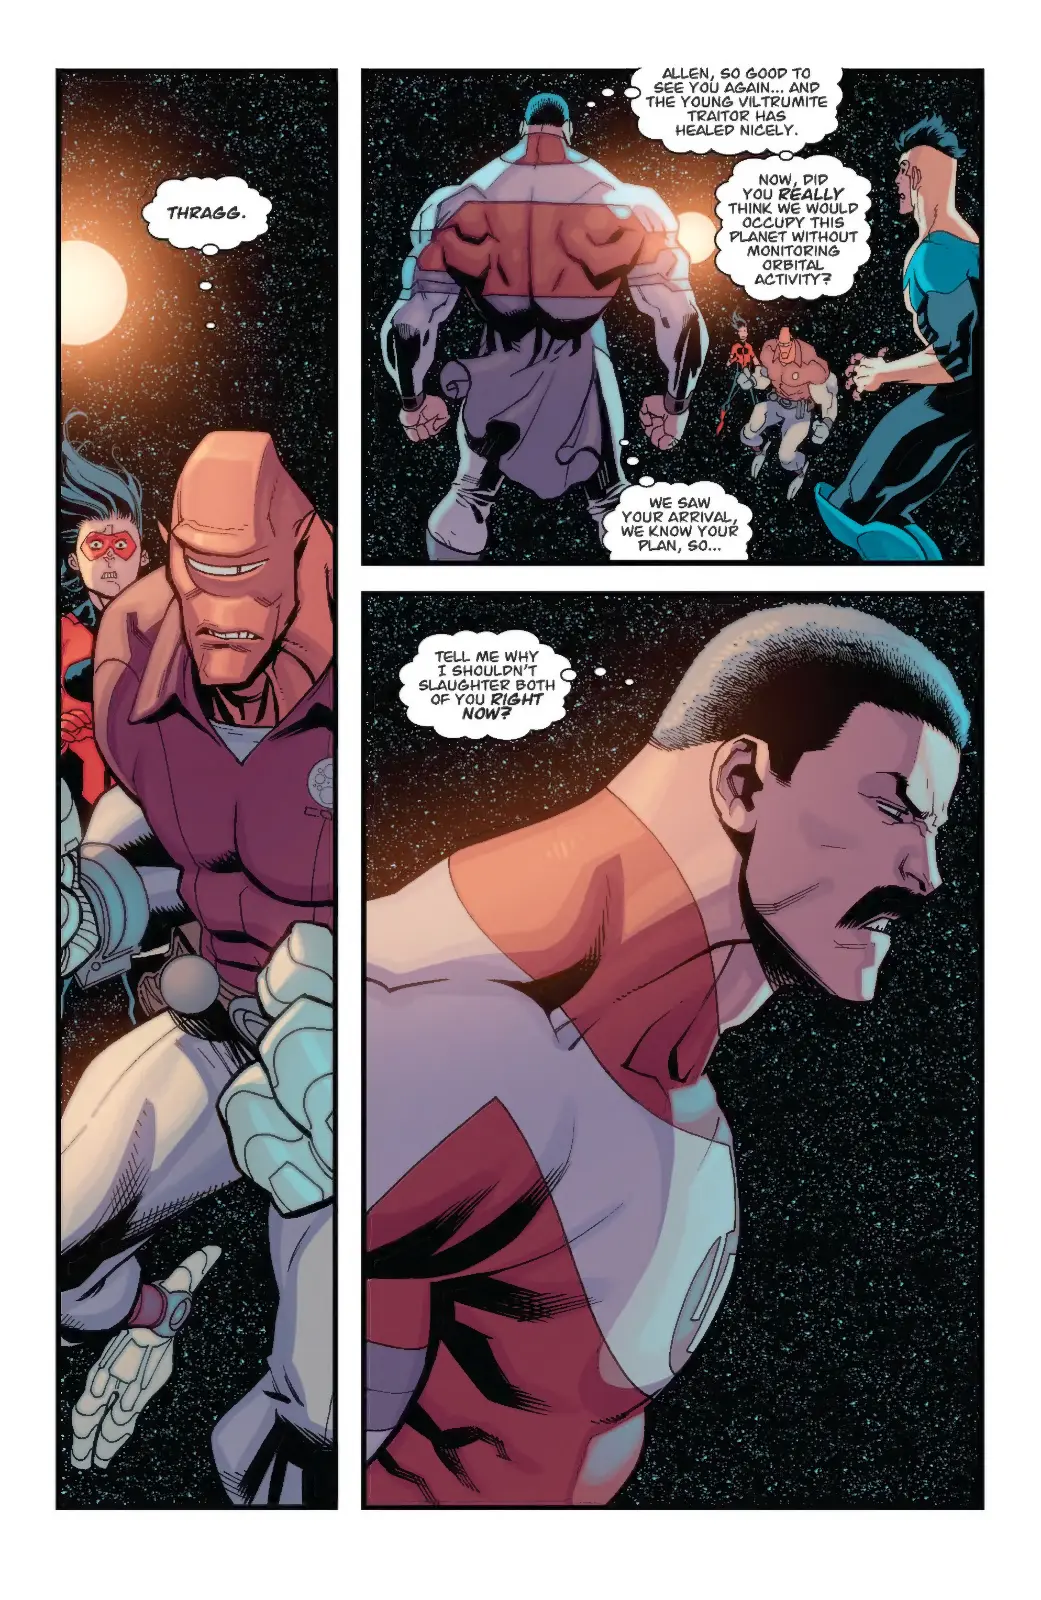 THRAGG.
ALLEN, SO GOOD TO
SEE YOU AGAIN... AND
THE YOUNG VILTRUMITE
TRAITOR HAS
HEALED NICELY.
NOW, DID
YOU REALLY
THINK WE WOULD
OCCUPY THIS
PLANET WITHOUT
MONITORING
ORBITAL
ACTIVITY?
WE SAW
YOUR ARRIVAL,
WE KNOW YOUR
PLAN, SO...
TELL ME WHY
I SHOULDN'T
SLAUGHTER BOTH
OF YOU RIGHT
NOW?